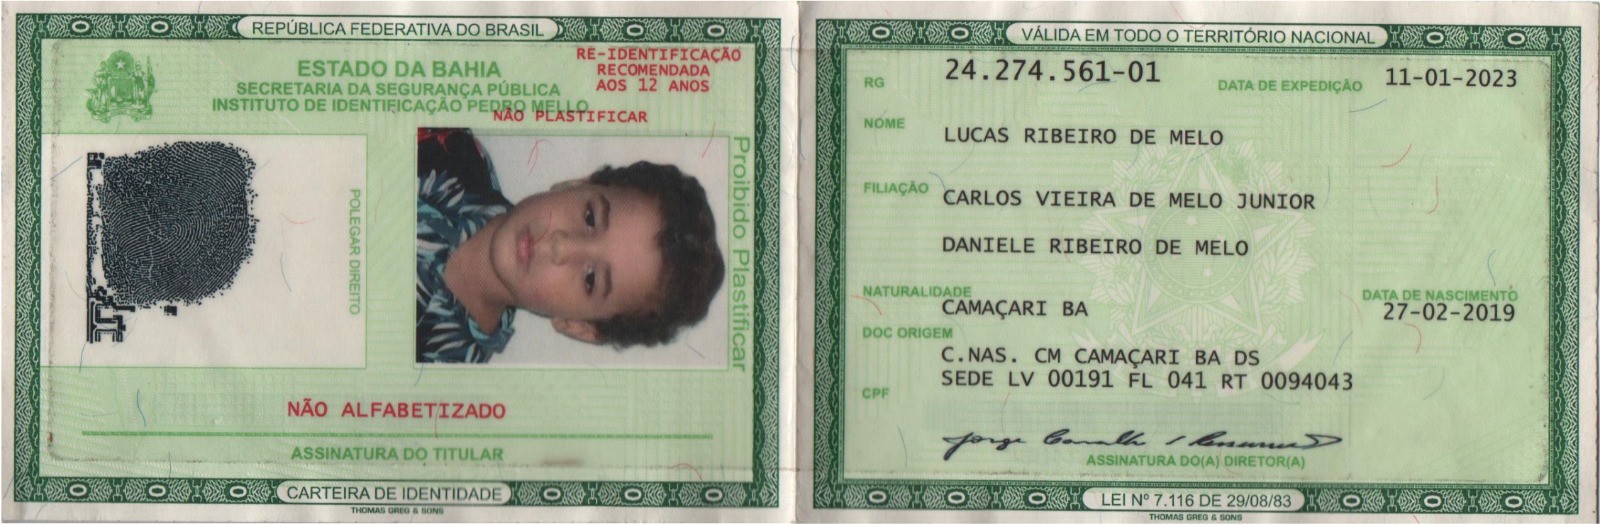 REPÚBLICA FEDERATIVA DO BRASIL
ESTADO DA BAHIA
SECRETARIA DA SEGURANÇA PÚBLICA
INSTITUTO DE IDENTIFICAÇÃO PEDRO MELLO
RE-IDENTIFICAÇÃO
RECOMENDADA
AOS 12 ANOS
NÃO PLASTIFICAR
POLEGAR DIREITO
Proibido Plastificar
NÃO ALFABETIZADO
ASSINATURA DO TITULAR
CARTEIRA DE IDENTIDADE
THOMAS GREG & SONS
VÁLIDA EM TODO O TERRITÓRIO NACIONAL
RG 24.274.561-01 DATA DE EXPEDIÇÃO 11-01-2023
NOME
LUCAS RIBEIRO DE MELO
FILIAÇÃO
CARLOS VIEIRA DE MELO JUNIOR
DANIELE RIBEIRO DE MELO
NATURALIDADE DATA DE NASCIMENTO
CAMAÇARI BA 27-02-2019
DOC ORIGEM
C.NAS. CM CAMAÇARI BA DS
SEDE LV 00191 FL 041 RT 0094043
CPF
ASSINATURA DO(A) DIRETOR(A)
LEI Nº 7.116 DE 29/08/83
THOMAS GREG & SONS